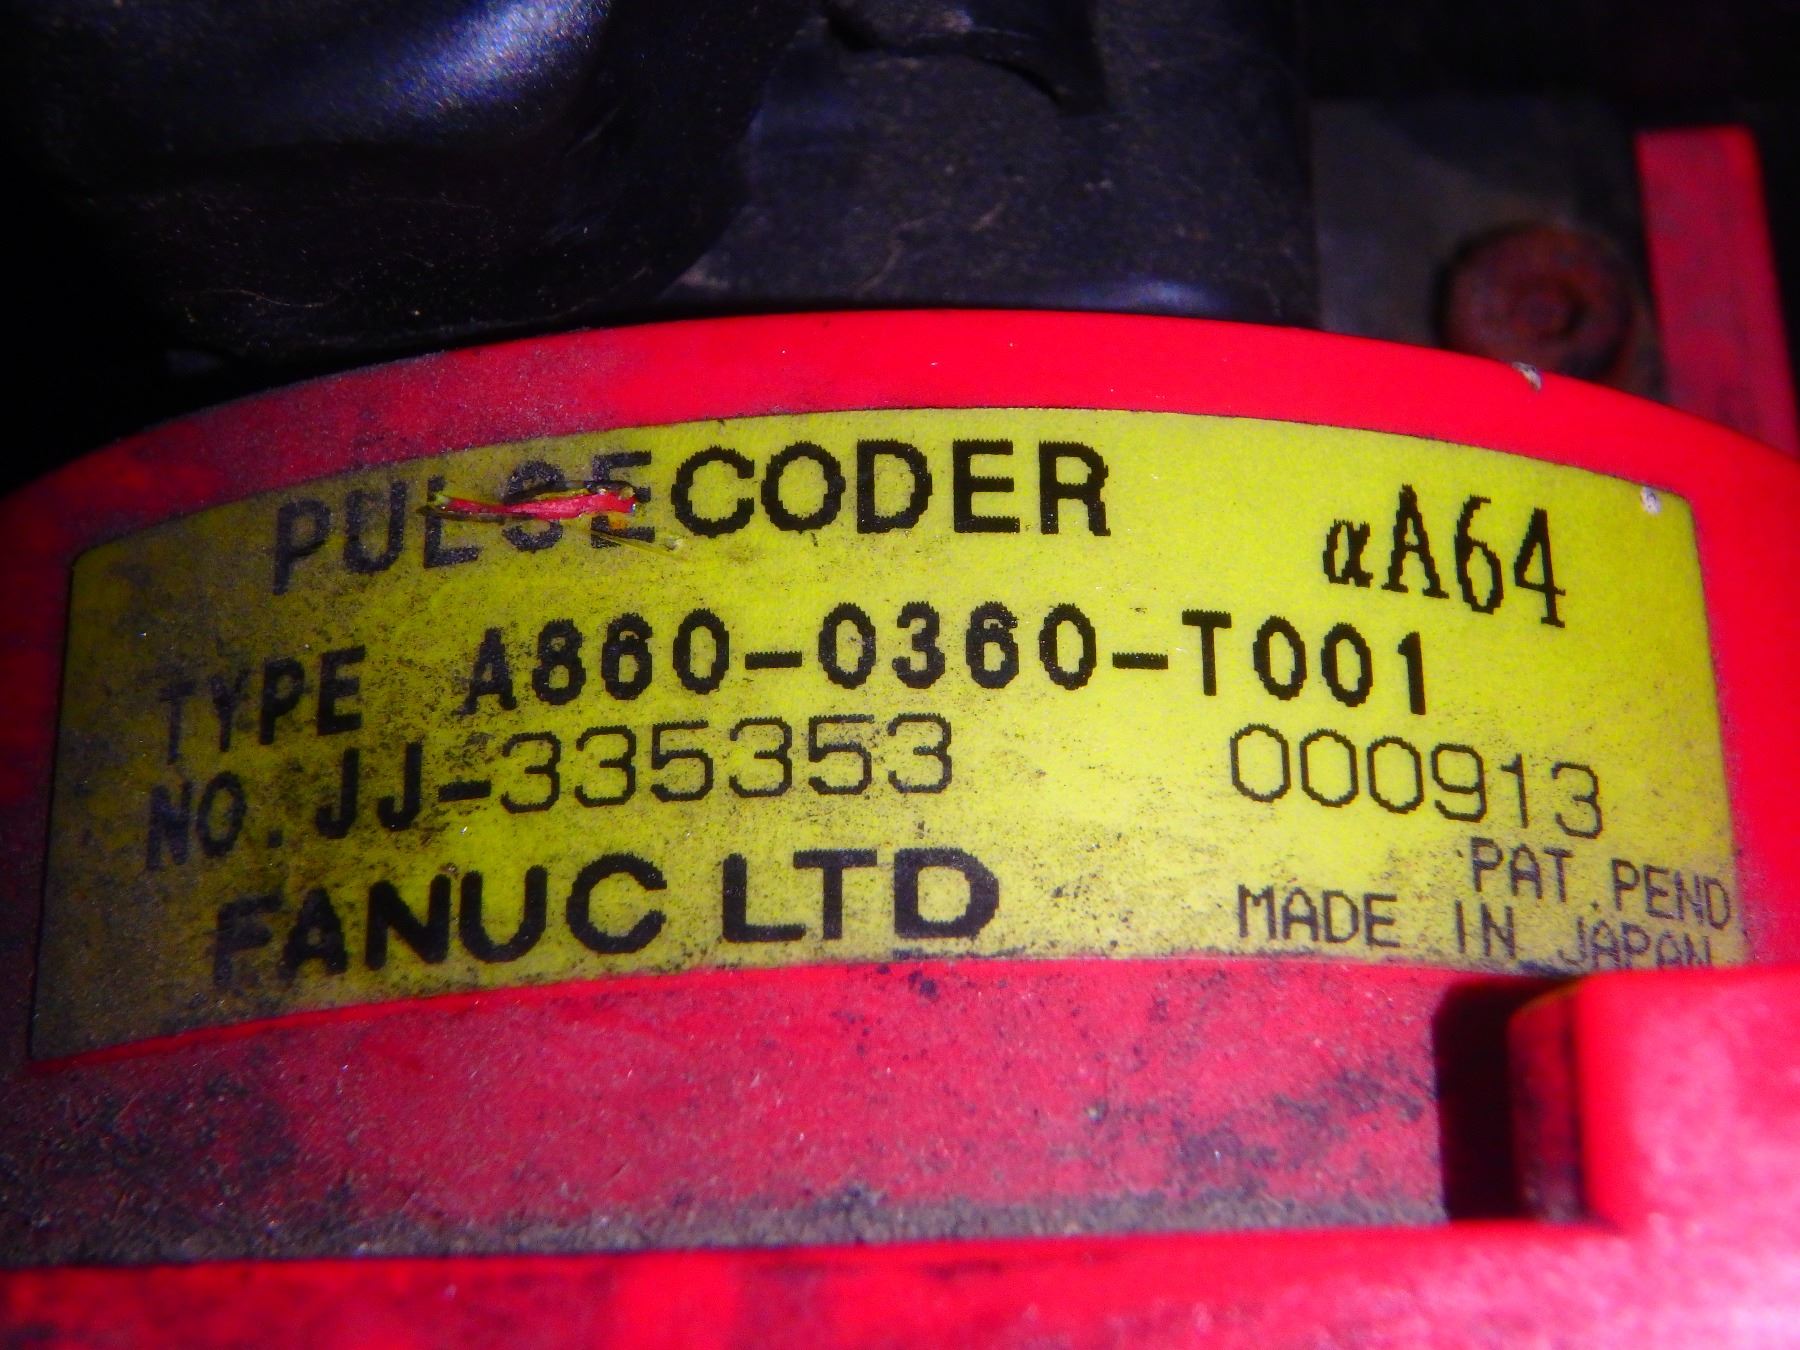 PULSECODER αA64
TYPE A860-0360-T001
NO. JJ-335353 000913
PAT.PEND
FANUC LTD MADE IN JAPAN